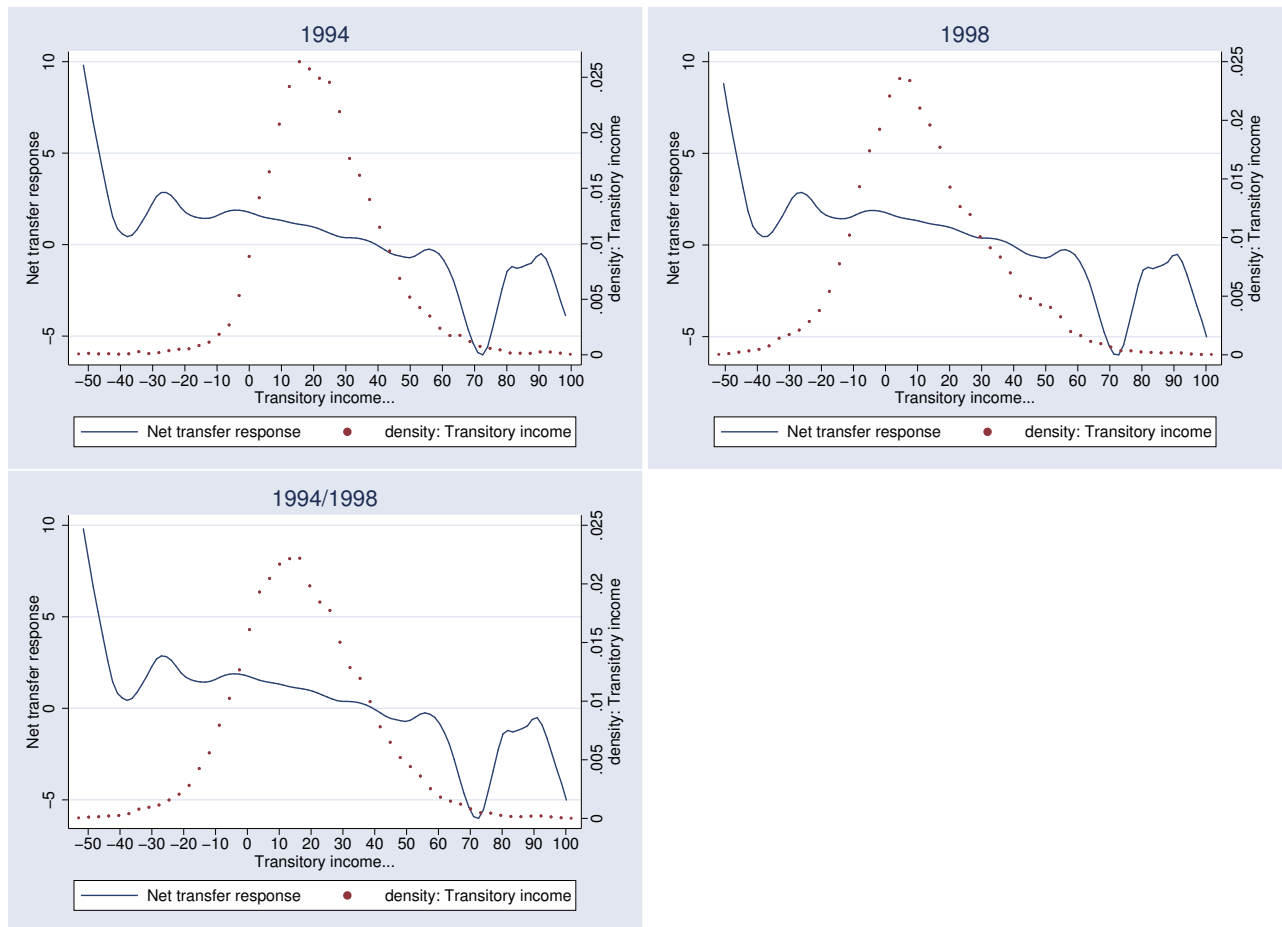 1994
10
5
0
−5
Net transfer response
.025
.02
.015
.01
.005
0
density: Transitory income
−50 −40 −30 −20 −10 0 10 20 30 40 50 60 70 80 90 100
Transitory income...
Net transfer response density: Transitory income
1998
10
5
0
−5
Net transfer response
.025
.02
.015
.01
.005
0
density: Transitory income
−50 −40 −30 −20 −10 0 10 20 30 40 50 60 70 80 90 100
Transitory income...
Net transfer response density: Transitory income
1994/1998
10
5
0
−5
Net transfer response
.025
.02
.015
.01
.005
0
density: Transitory income
−50 −40 −30 −20 −10 0 10 20 30 40 50 60 70 80 90 100
Transitory income...
Net transfer response density: Transitory income